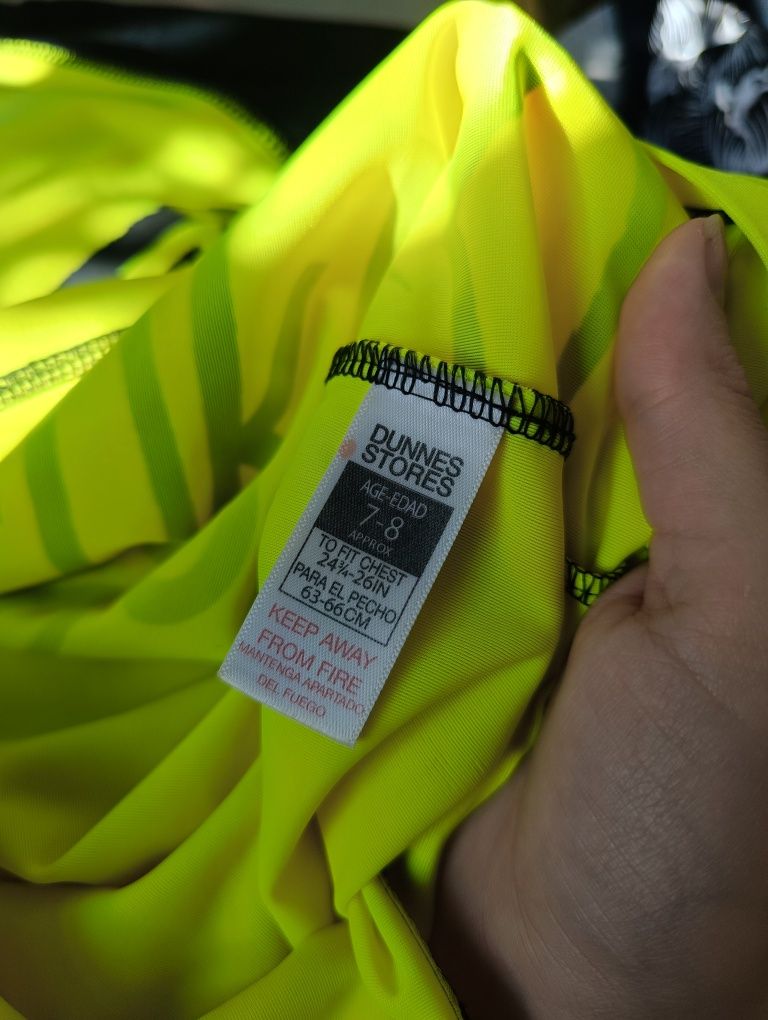 DUNNES
STORES
AGE-EDAD
7-8
APPROX
TO FIT CHEST
24¾-26IN
PARA EL PECHO
63-66CM
KEEP AWAY
FROM FIRE
MANTENGA APARTADO
DEL FUEGO